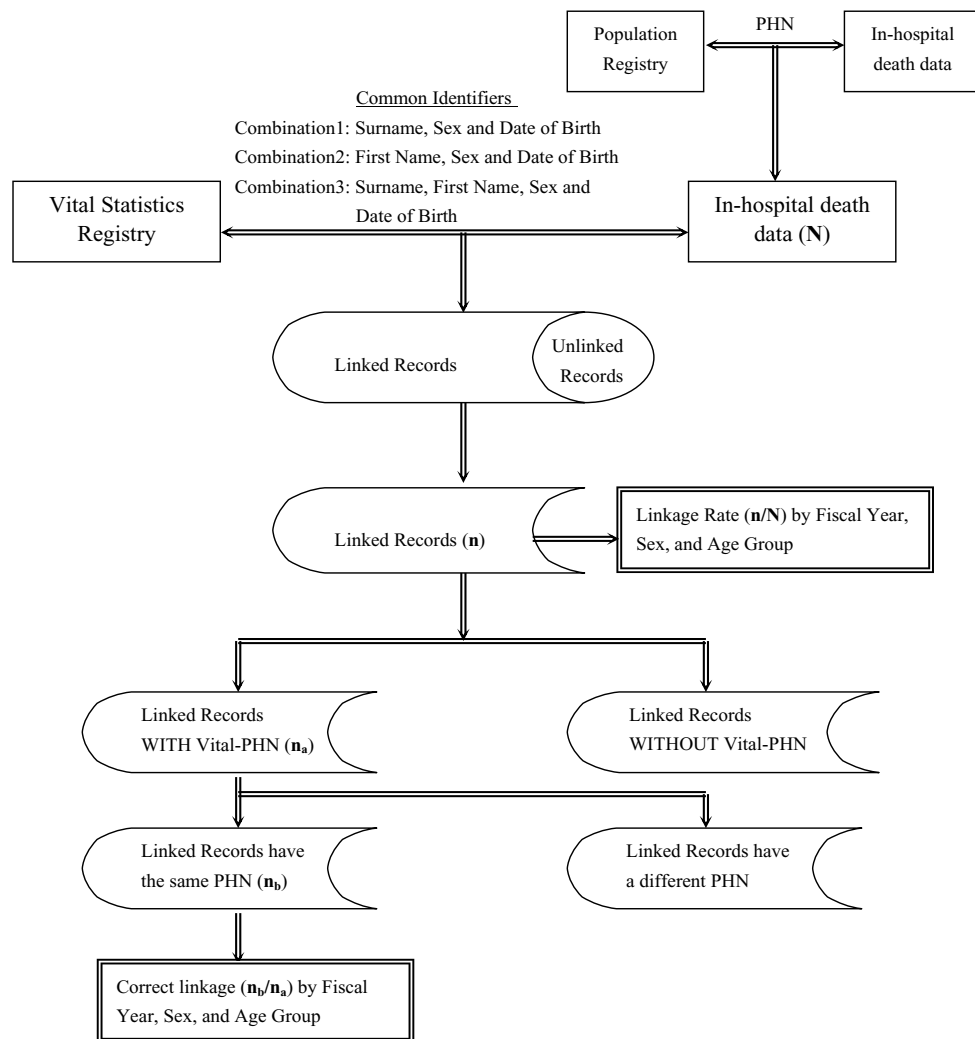 Population
Registry
PHN
In-hospital
death data
Common Identifiers
Combination1: Surname, Sex and Date of Birth
Combination2: First Name, Sex and Date of Birth
Combination3: Surname, First Name, Sex and
Date of Birth
Vital Statistics
Registry
In-hospital death
data (N)
Linked Records
Unlinked
Records
Linked Records (n)
Linkage Rate (n/N) by Fiscal Year,
Sex, and Age Group
Linked Records
WITH Vital-PHN (na)
Linked Records
WITHOUT Vital-PHN
Linked Records have
the same PHN (nb)
Linked Records have
a different PHN
Correct linkage (nb/na) by Fiscal
Year, Sex, and Age Group